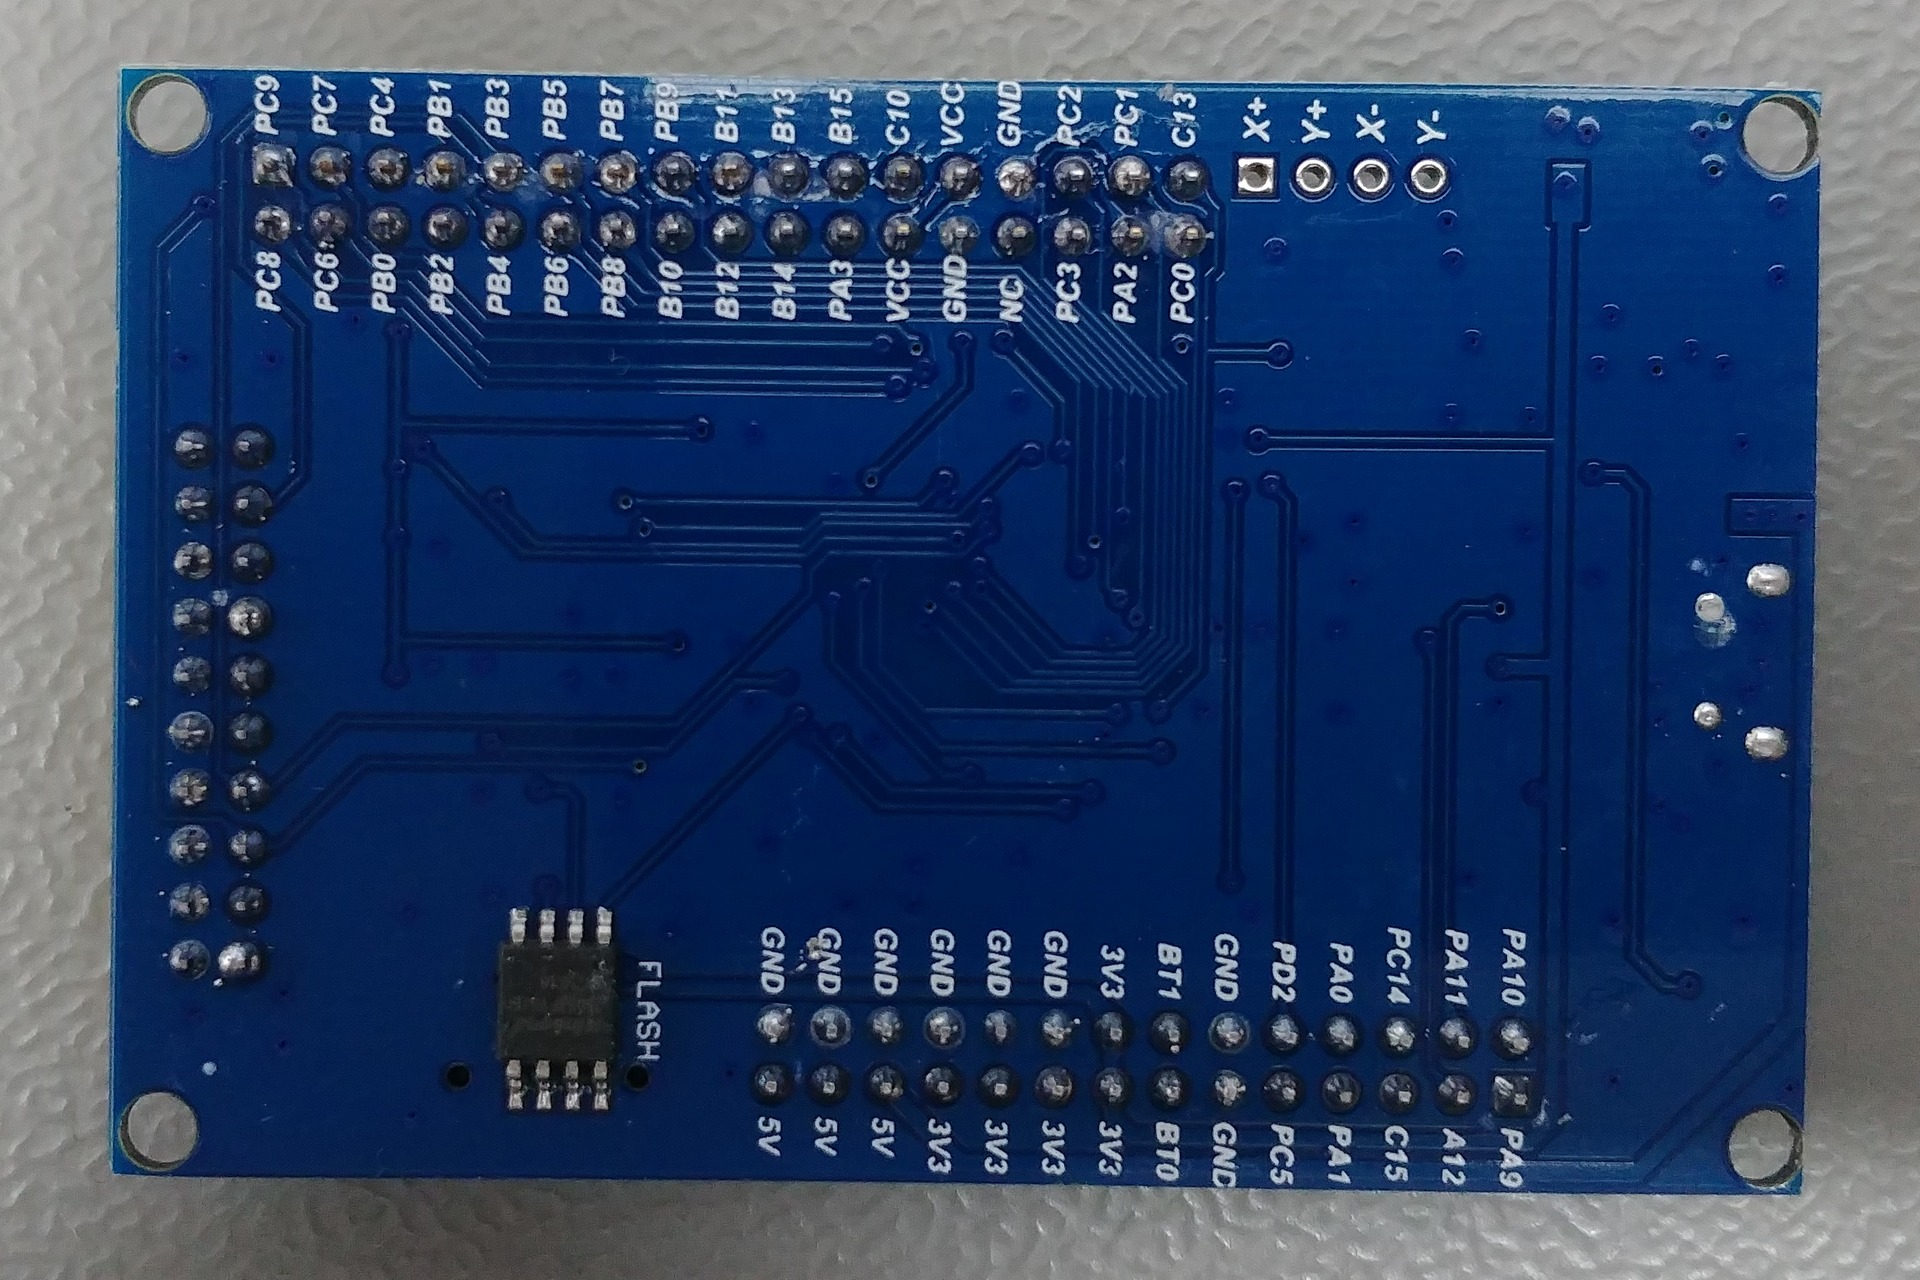 PC9 PC7 PC4 PB1 PB3 PB5 PB7 PB9 B11 B13 B15 C10 VCC GND PC2 PC1 C13 X+ Y+ X- Y-
PC8 PC6 PB0 PB2 PB4 PB6 PB8 B10 B12 B14 PA3 VCC GND NC PC3 PA2 PC0
FLASH
GND GND GND GND GND GND 3V3 BT1 GND PD2 PA0 PC14 PA11 PA10
5V 5V 5V 3V3 3V3 3V3 3V3 BT0 GND PC5 PA1 C15 A12 PA9